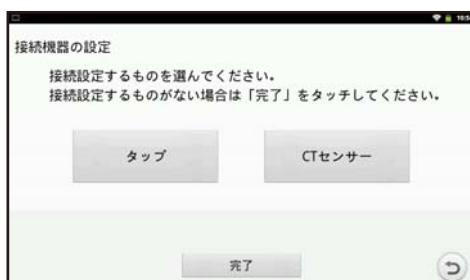 接続機器の設定
接続設定するものを選んでください。
接続設定するものがない場合は「完了」をタッチしてください。
タップ
CTセンサー
完了